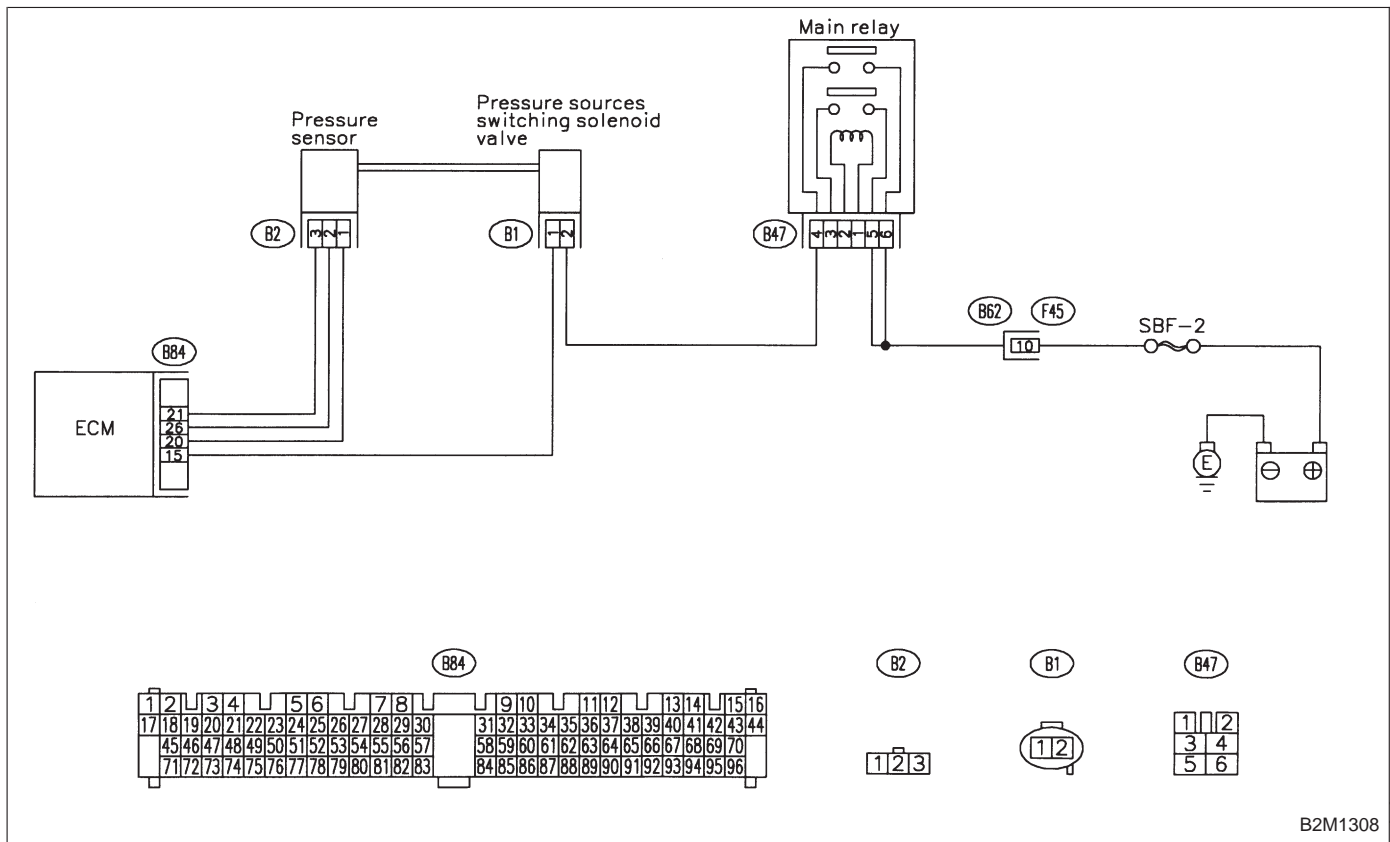 Main relay
Pressure sources
switching solenoid
valve
Pressure
sensor
B2
3 2 1
B1
1 2
B47
4 3 2 1 5 6
B62 F45
10
SBF-2
B84
ECM
21
26
20
15
E
⊖ ⊕
B84 B2 B1 B47
1 2 3 4 5 6 7 8 9 10 11 12 13 14 15 16
17 18 19 20 21 22 23 24 25 26 27 28 29 30 31 32 33 34 35 36 37 38 39 40 41 42 43 44
45 46 47 48 49 50 51 52 53 54 55 56 57 58 59 60 61 62 63 64 65 66 67 68 69 70
71 72 73 74 75 76 77 78 79 80 81 82 83 84 85 86 87 88 89 90 91 92 93 94 95 96
1 2 3
1 2
1 2
3 4
5 6
B2M1308